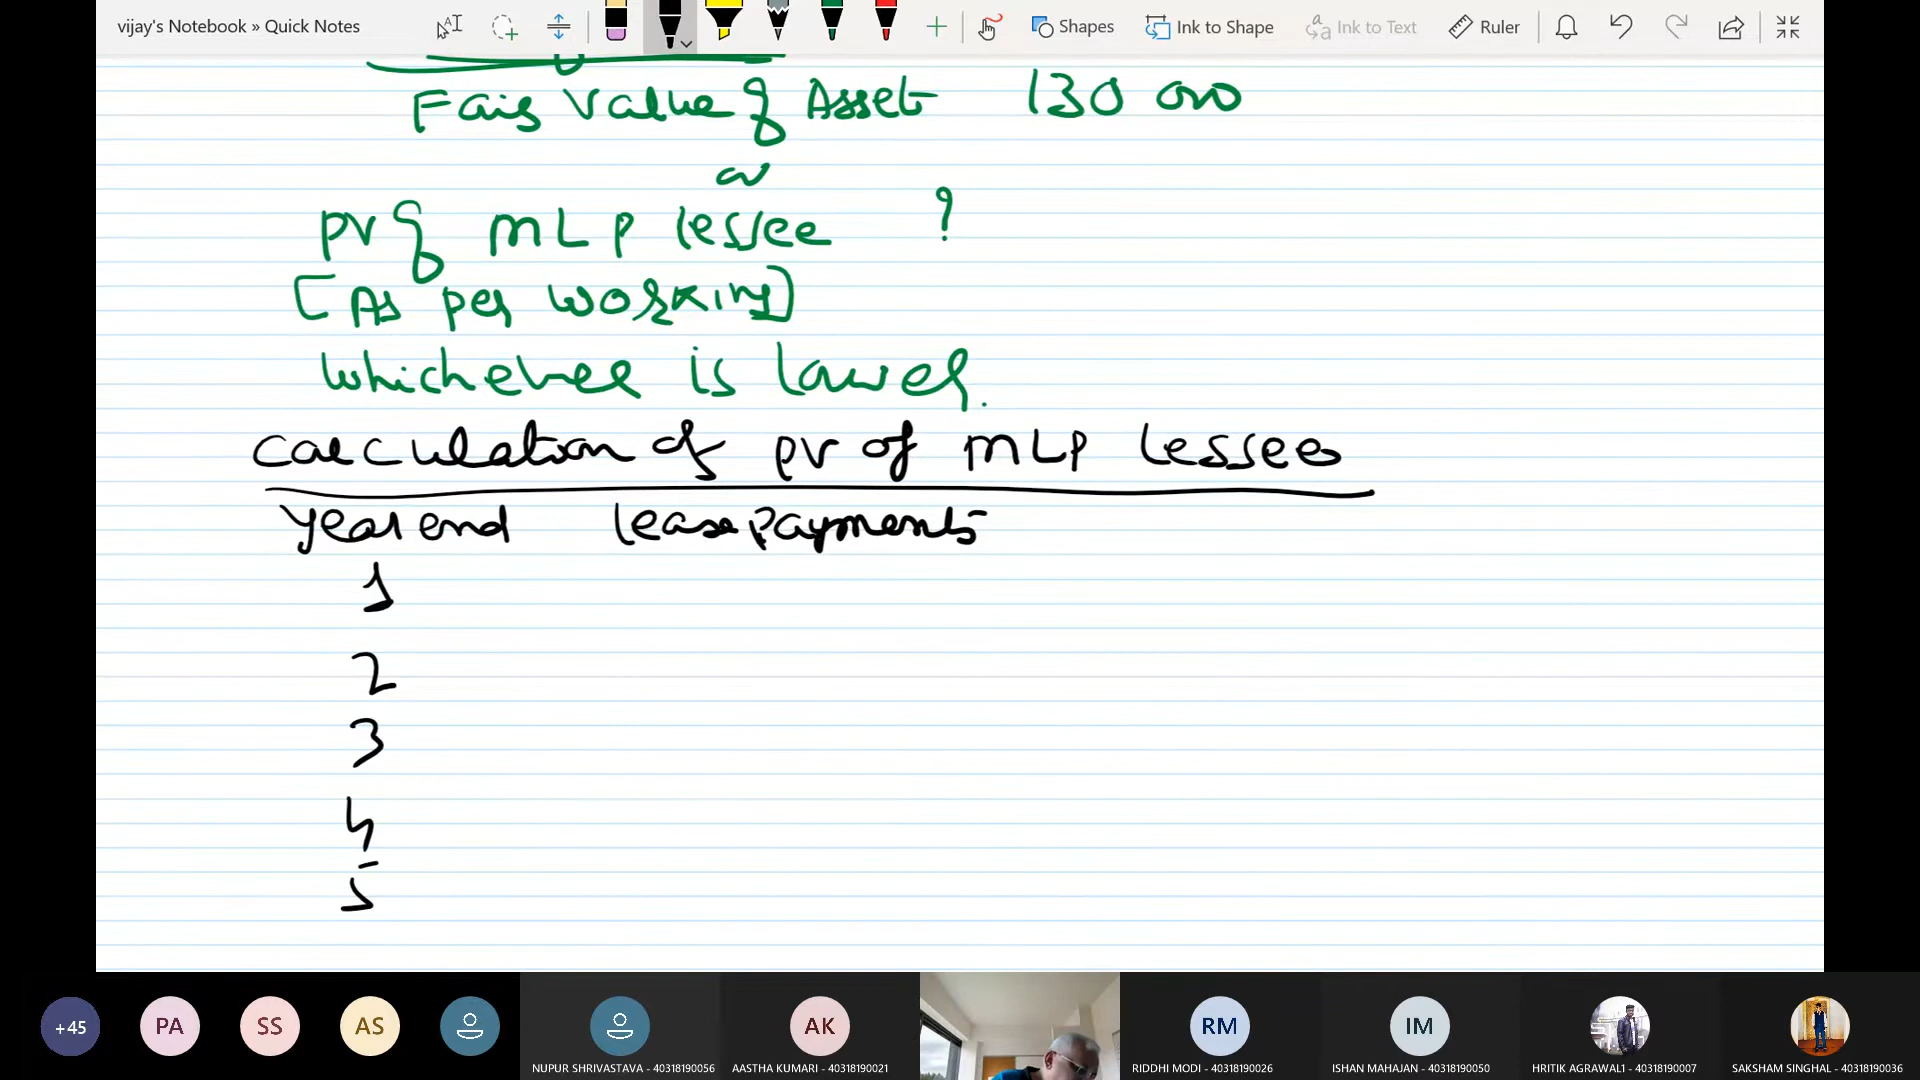 vijay's Notebook » Quick Notes
Shapes
Ink to Shape
Ink to Text
Ruler
Fair Value of Asset 130 000
or
PV of MLP lessee ?
[As per working]
Whichever is lower.
Calculation of PV of MLP Lessee
Year end lease payments
1
2
3
4
5
+45
PA
SS
AS
NUPUR SHRIVASTAVA - 40318190056
AK
AASTHA KUMARI - 40318190021
RM
RIDDHI MODI - 40318190026
IM
ISHAN MAHAJAN - 40318190050
HRITIK AGRAWAL1 - 40318190007
SAKSHAM SINGHAL - 40318190036